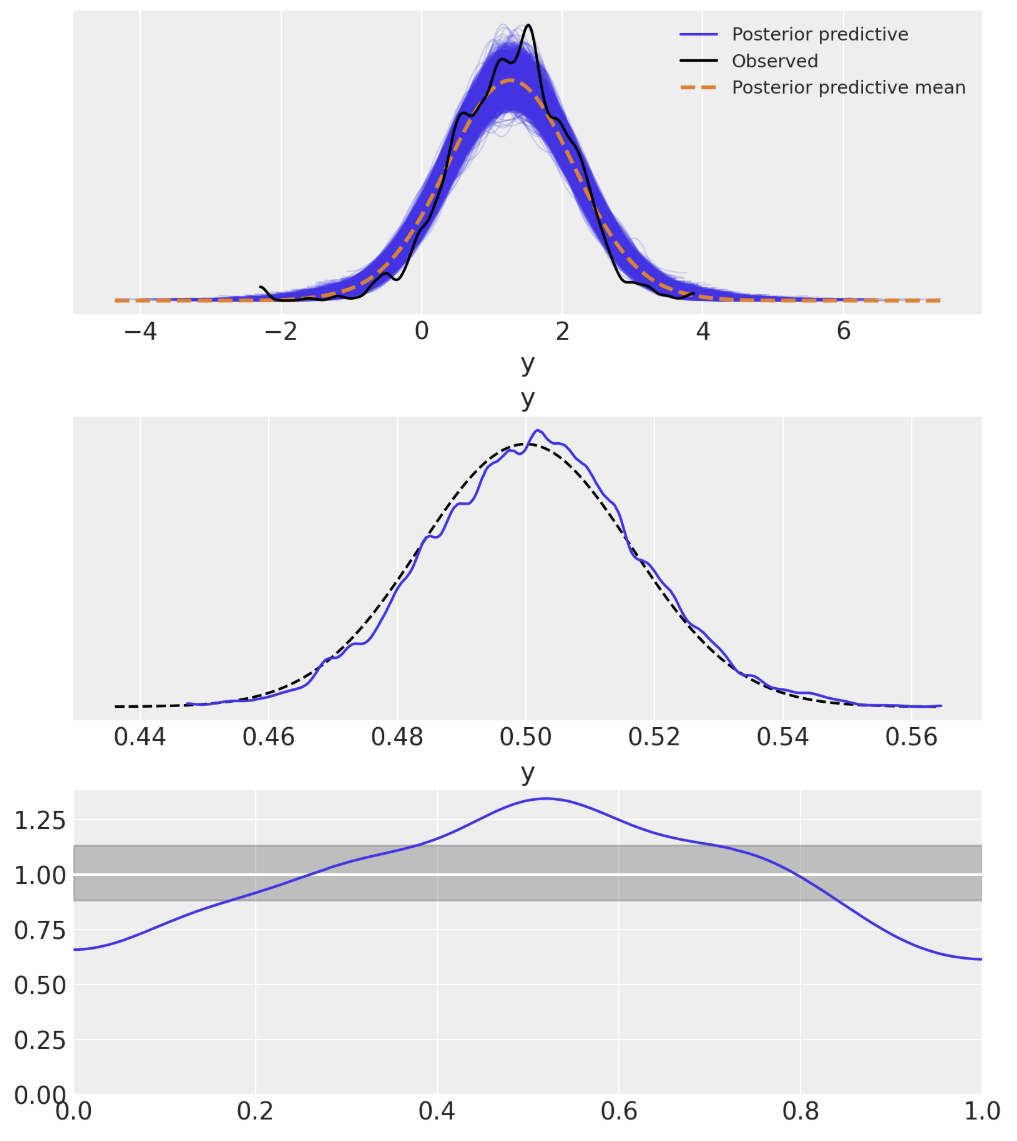 Posterior predictive
Observed
Posterior predictive mean
−4 −2 0 2 4 6
y
y
0.44 0.46 0.48 0.50 0.52 0.54 0.56
y
1.25
1.00
0.75
0.50
0.25
0.00
0.0 0.2 0.4 0.6 0.8 1.0